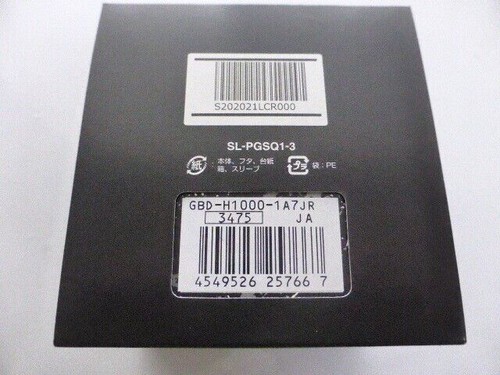 S202021LCR000
SL-PGSQ1-3
紙
:本体、フタ、台紙
箱、スリーブ
プラ
袋:PE
GBD-H1000-1A7JR
3475 JA
4549526 25766 7